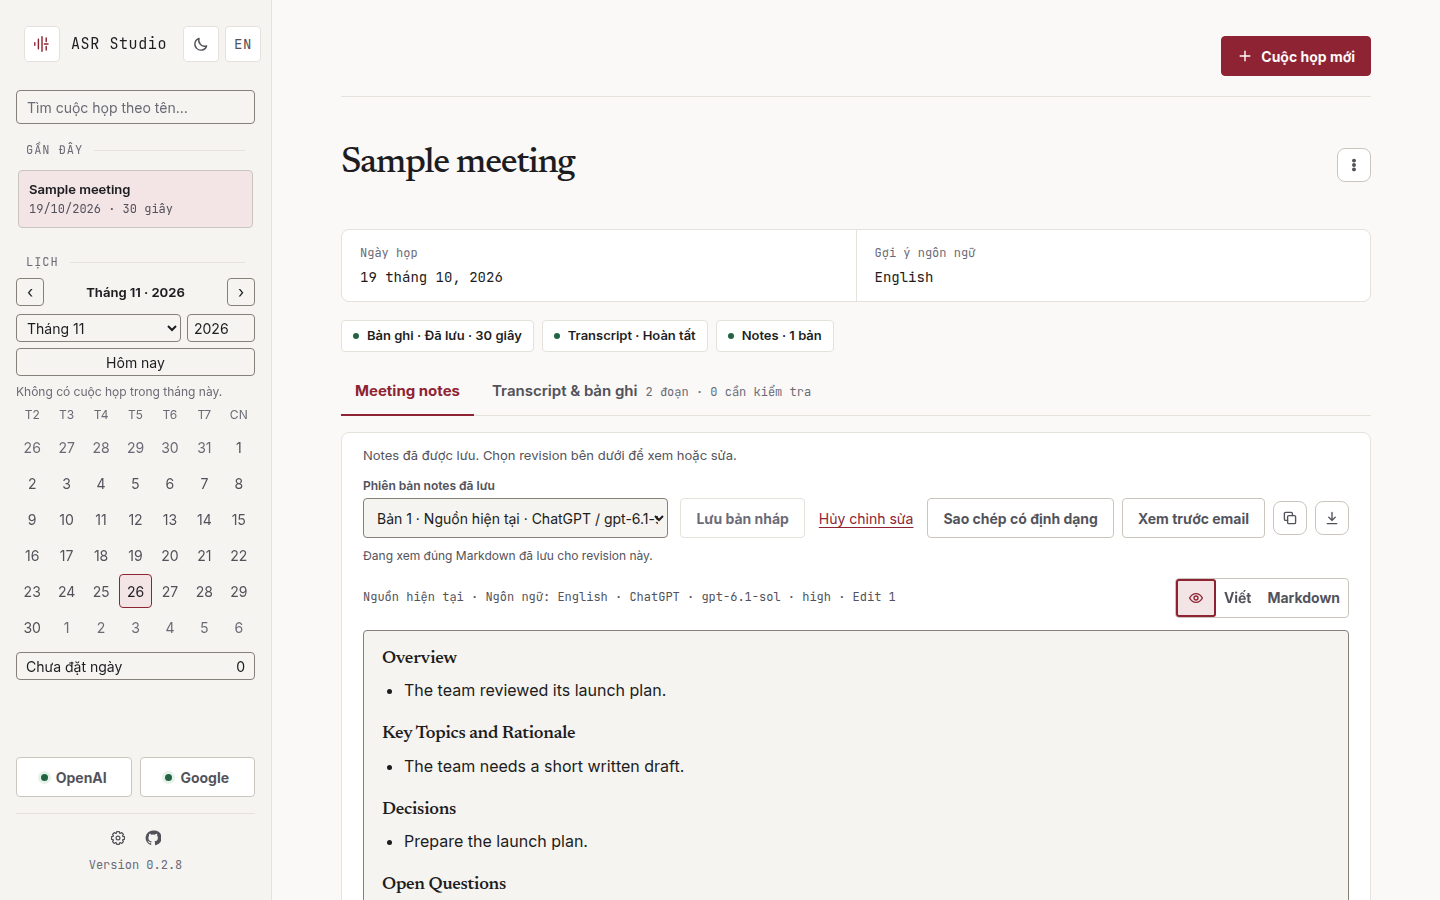 ASR Studio
EN
Tìm cuộc họp theo tên...
GẦN ĐÂY
Sample meeting
19/10/2026 · 30 giây
LỊCH
‹ Tháng 11 · 2026 ›
Tháng 11 2026
Hôm nay
Không có cuộc họp trong tháng này.
T2 T3 T4 T5 T6 T7 CN
26 27 28 29 30 31 1
2 3 4 5 6 7 8
9 10 11 12 13 14 15
16 17 18 19 20 21 22
23 24 25 26 27 28 29
30 1 2 3 4 5 6
Chưa đặt ngày 0
OpenAI Google
Version 0.2.8
Cuộc họp mới
Sample meeting
Ngày họp
19 tháng 10, 2026
Gợi ý ngôn ngữ
English
Bản ghi · Đã lưu · 30 giây
Transcript · Hoàn tất
Notes · 1 bản
Meeting notes
Transcript & bản ghi 2 đoạn · 0 cần kiểm tra
Notes đã được lưu. Chọn revision bên dưới để xem hoặc sửa.
Phiên bản notes đã lưu
Bản 1 · Nguồn hiện tại · ChatGPT / gpt-6.1-
Lưu bản nháp
Hủy chỉnh sửa
Sao chép có định dạng
Xem trước email
Đang xem đúng Markdown đã lưu cho revision này.
Nguồn hiện tại · Ngôn ngữ: English · ChatGPT · gpt-6.1-sol · high · Edit 1
Viết Markdown
Overview
• The team reviewed its launch plan.
Key Topics and Rationale
• The team needs a short written draft.
Decisions
• Prepare the launch plan.
Open Questions